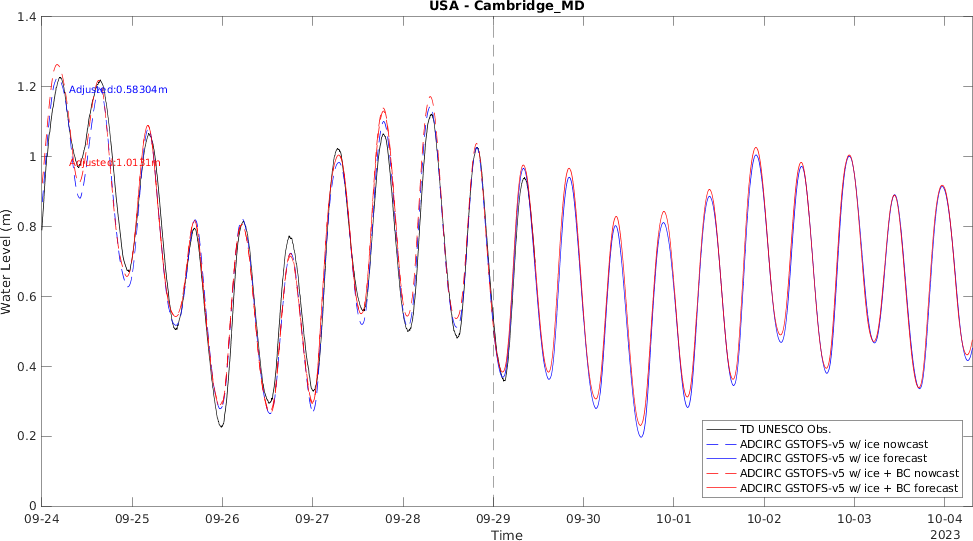 USA - Cambridge_MD
1.4
1.2
1
0.8
0.6
0.4
0.2
0
Water Level (m)
Adjusted:0.58304m
Adjusted:1.0131m
TD UNESCO Obs.
ADCIRC GSTOFS-v5 w/ ice nowcast
ADCIRC GSTOFS-v5 w/ ice forecast
ADCIRC GSTOFS-v5 w/ ice + BC nowcast
ADCIRC GSTOFS-v5 w/ ice + BC forecast
09-24 09-25 09-26 09-27 09-28 09-29 09-30 10-01 10-02 10-03 10-04
Time
2023